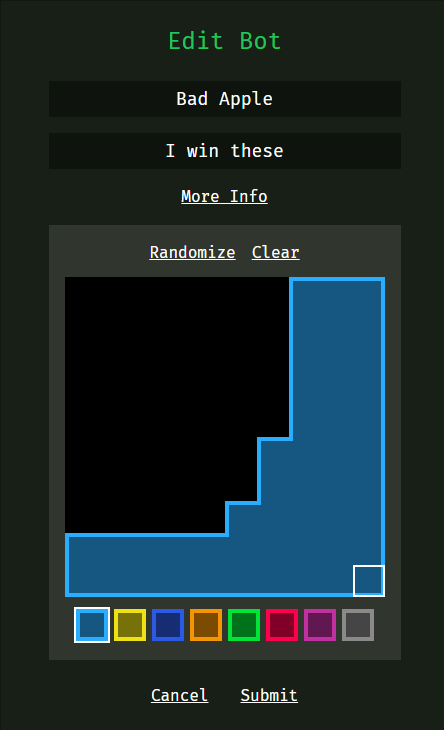 Edit Bot
Bad Apple
I win these
More Info
Randomize Clear
Cancel Submit